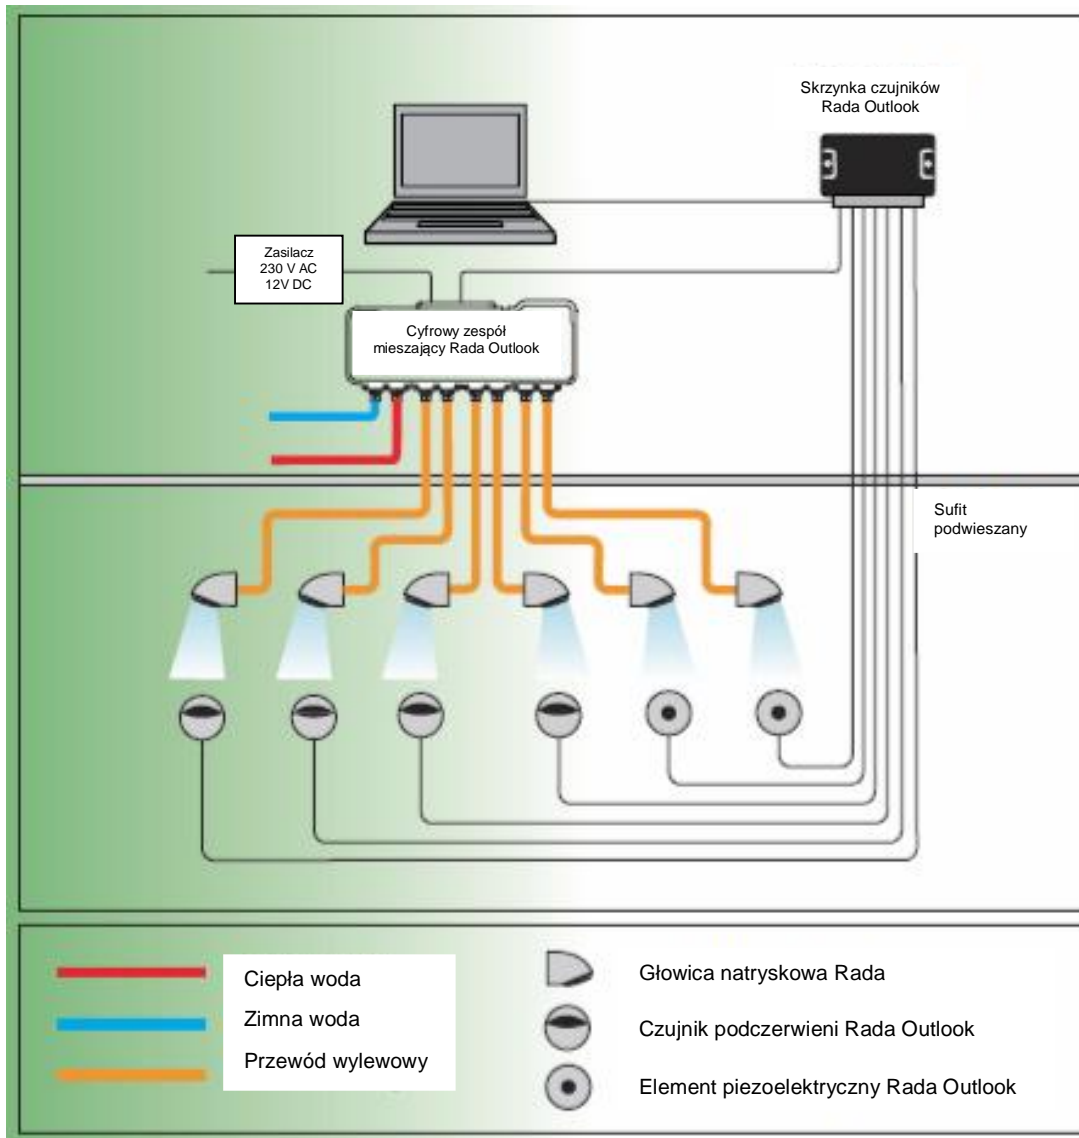 Skrzynka czujników
Rada Outlook
Zasilacz
230 V AC
12V DC
Cyfrowy zespół
mieszający Rada Outlook
Sufit
podwieszany
Ciepła woda
Zimna woda
Przewód wylewowy
Głowica natryskowa Rada
Czujnik podczerwieni Rada Outlook
Element piezoelektryczny Rada Outlook